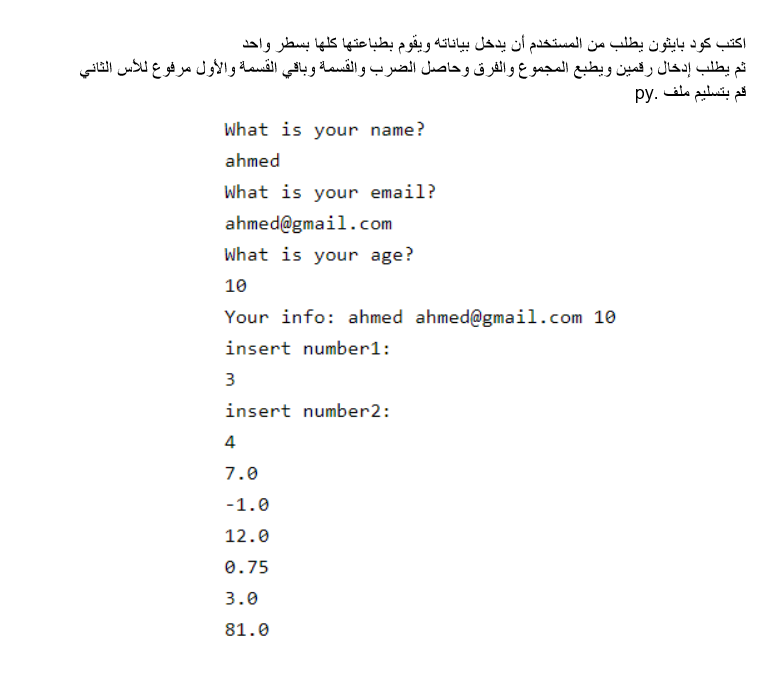 اكتب كود بايثون يطلب من المستخدم أن يدخل بياناته ويقوم بطباعتها كلها بسطر واحد
ثم يطلب إدخال رقمين ويطبع المجموع والفرق وحاصل الضرب والقسمة وباقي القسمة والأول مرفوع للأس الثاني
قم بتسليم ملف .py
What is your name?
ahmed
What is your email?
ahmed@gmail.com
What is your age?
10
Your info: ahmed ahmed@gmail.com 10
insert number1:
3
insert number2:
4
7.0
-1.0
12.0
0.75
3.0
81.0